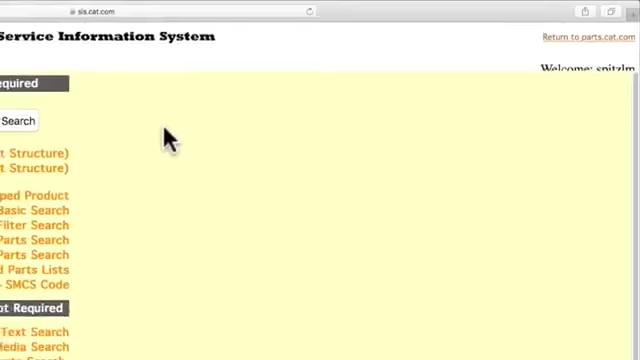 sis.cat.com
Service Information System
Return to parts.cat.com
Welcome: spitzlm
equired
Search
t Structure)
t Structure)
ped Product
Basic Search
Filter Search
Parts Search
Parts Search
d Parts Lists
- SMCS Code
t Required
Text Search
Media Search